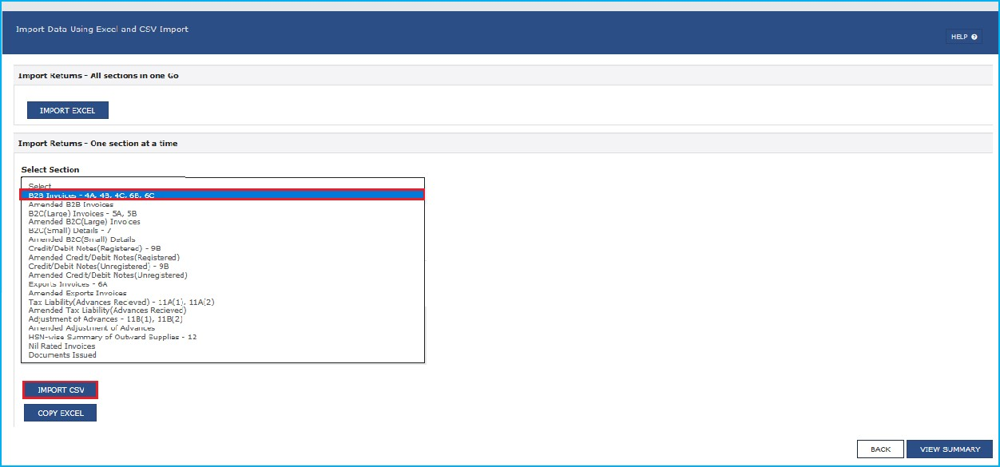 Import Data Using Excel and CSV Import
HELP
Import Returns - All sections in one Go
IMPORT EXCEL
Import Returns - One section at a time
Select Section
Select
B2B Invoices - 4A, 4B, 4C, 6B, 6C
Amended B2B Invoices
B2C(Large) Invoices - 5A, 5B
Amended B2C(Large) Invoices
B2C(Small) Details - 7
Amended B2C(Small) Details
Credit/Debit Notes(Registered) - 9B
Amended Credit/Debit Notes(Registered)
Credit/Debit Notes(Unregistered) - 9B
Amended Credit/Debit Notes(Unregistered)
Exports Invoices - 6A
Amended Exports Invoices
Tax Liability(Advances Recieved) - 11A(1), 11A(2)
Amended Tax Liability(Advances Recieved)
Adjustment of Advances - 11B(1), 11B(2)
Amended Adjustment of Advances
HSN-wise Summary of Outward Supplies - 12
Nil Rated Invoices
Documents Issued
IMPORT CSV
COPY EXCEL
BACK
VIEW SUMMARY